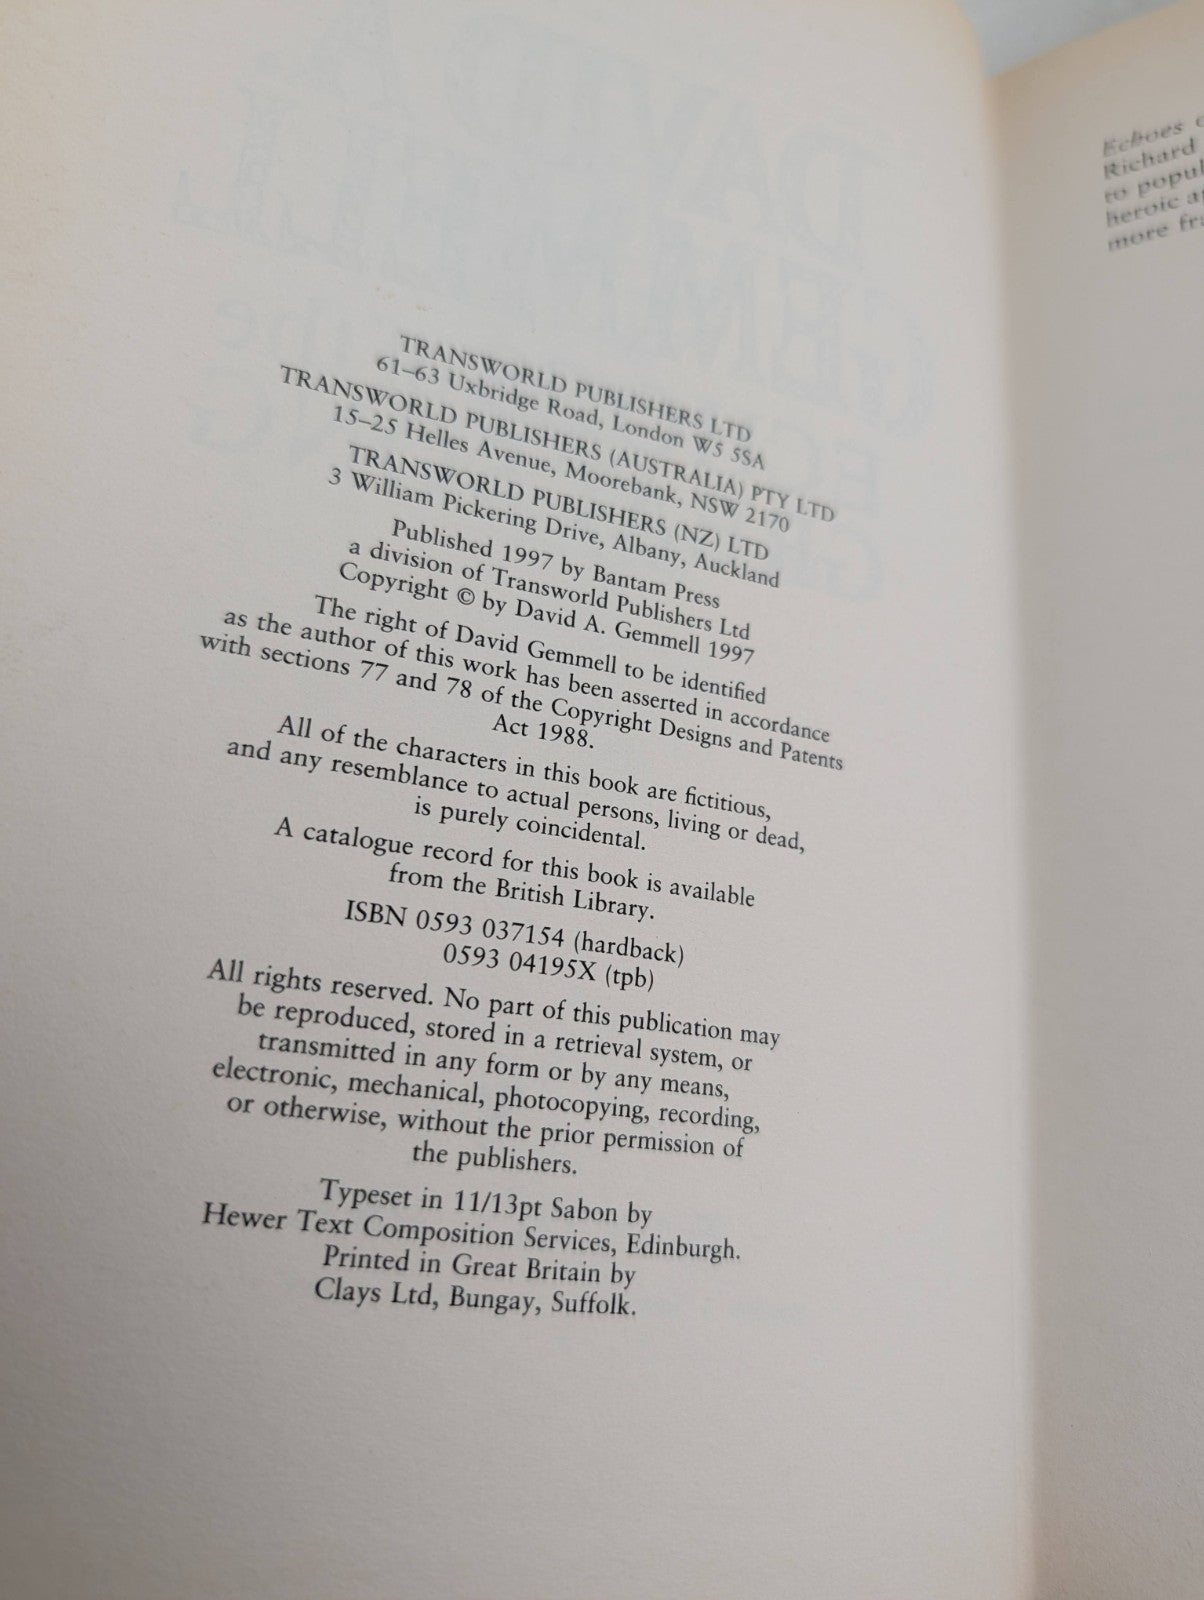 TRANSWORLD PUBLISHERS LTD
61–63 Uxbridge Road, London W5 5SA
TRANSWORLD PUBLISHERS (AUSTRALIA) PTY LTD
15–25 Helles Avenue, Moorebank, NSW 2170
TRANSWORLD PUBLISHERS (NZ) LTD
3 William Pickering Drive, Albany, Auckland
Published 1997 by Bantam Press
a division of Transworld Publishers Ltd
Copyright © by David A. Gemmell 1997
The right of David Gemmell to be identified
as the author of this work has been asserted in accordance
with sections 77 and 78 of the Copyright Designs and Patents
Act 1988.
All of the characters in this book are fictitious,
and any resemblance to actual persons, living or dead,
is purely coincidental.
A catalogue record for this book is available
from the British Library.
ISBN 0593 037154 (hardback)
0593 04195X (tpb)
All rights reserved. No part of this publication may
be reproduced, stored in a retrieval system, or
transmitted in any form or by any means,
electronic, mechanical, photocopying, recording,
or otherwise, without the prior permission of
the publishers.
Typeset in 11/13pt Sabon by
Hewer Text Composition Services, Edinburgh.
Printed in Great Britain by
Clays Ltd, Bungay, Suffolk.
Echoes
Richard
to popul
heroic
more fra